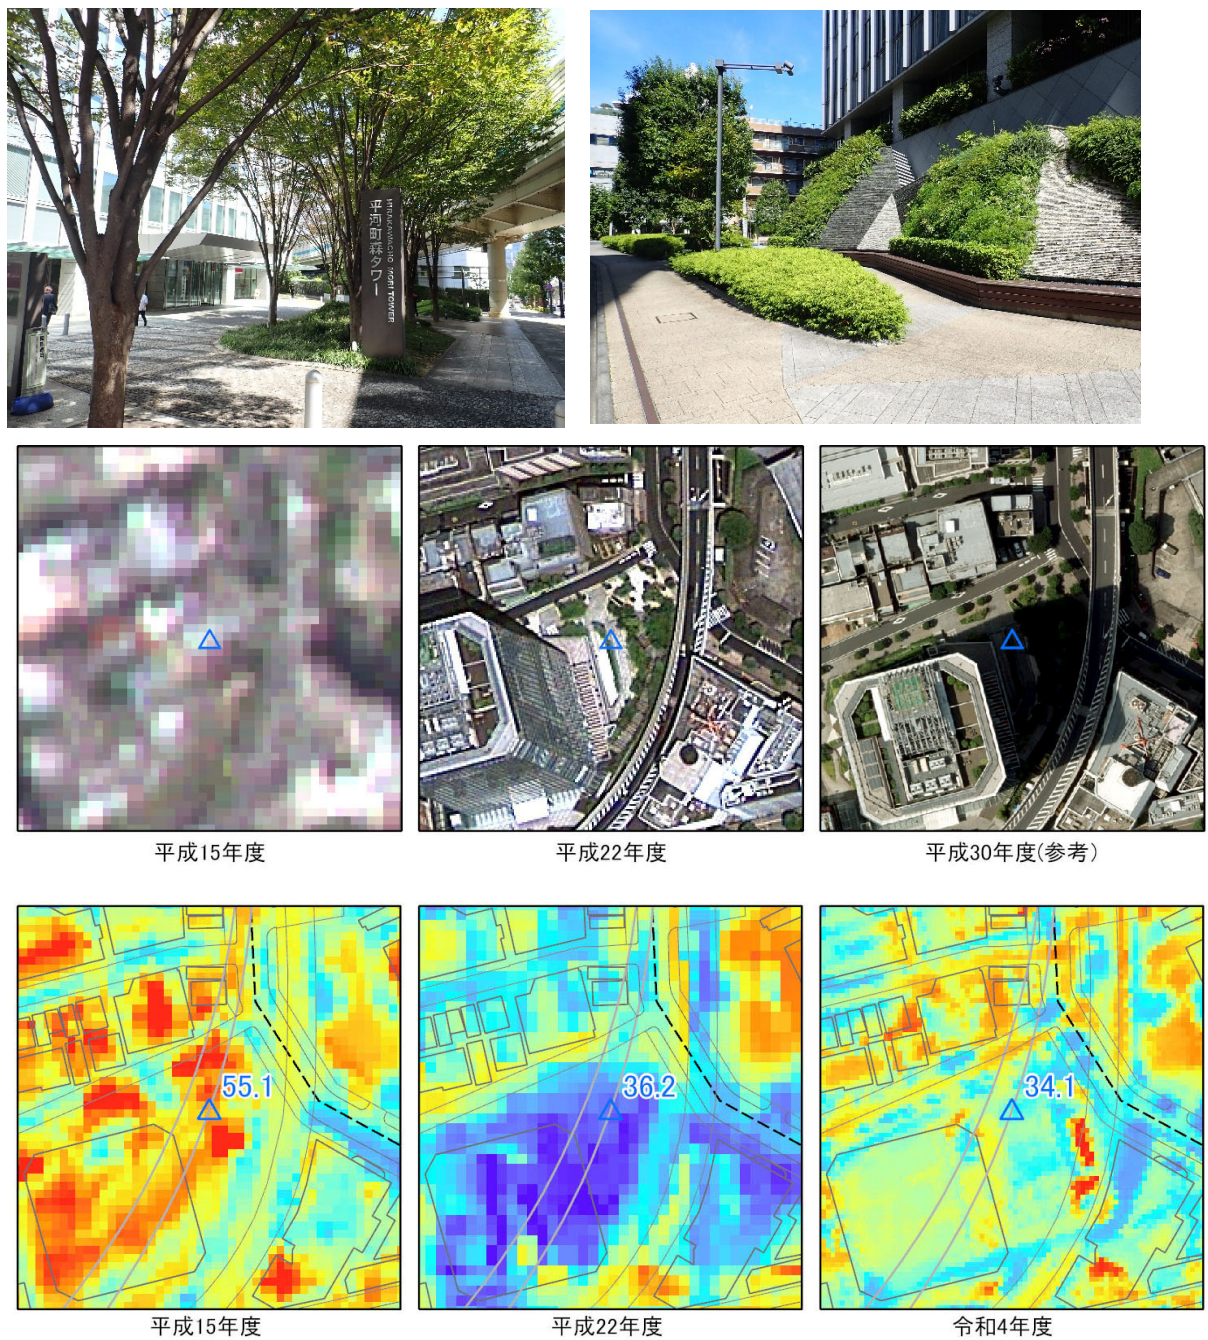 平河町森タワー
HIRAKAWACHO MORI TOWER
平成15年度
平成22年度
平成30年度(参考)
55.1
36.2
34.1
平成15年度
平成22年度
令和4年度